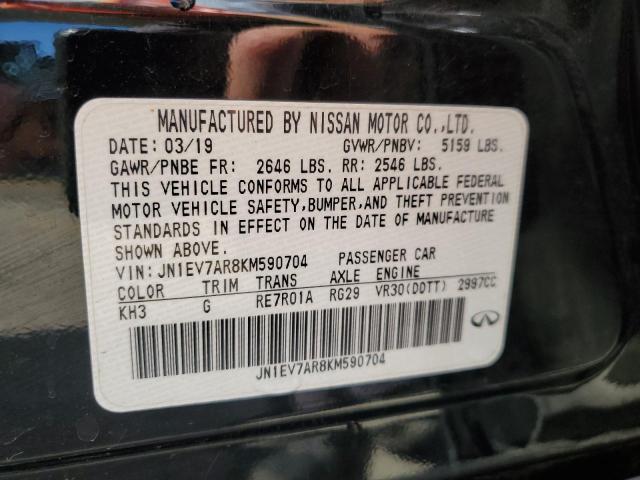 MANUFACTURED BY NISSAN MOTOR CO.,LTD.
DATE: 03/19 GVWR/PNBV: 5159 LBS.
GAWR/PNBE FR: 2646 LBS. RR: 2546 LBS.
THIS VEHICLE CONFORMS TO ALL APPLICABLE FEDERAL
MOTOR VEHICLE SAFETY,BUMPER,AND THEFT PREVENTION
STANDARDS IN EFFECT ON THE DATE OF MANUFACTURE
SHOWN ABOVE.
VIN: JN1EV7AR8KM590704 PASSENGER CAR
COLOR TRIM TRANS AXLE ENGINE
KH3 G RE7R01A RG29 VR30(DDTT) 2997CC
JN1EV7AR8KM590704